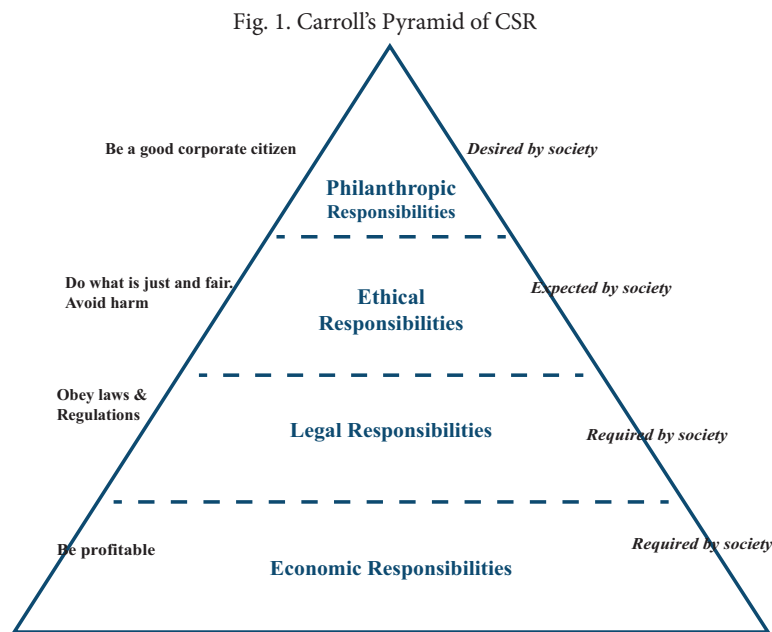 Fig. 1. Carroll's Pyramid of CSR
Be a good corporate citizen
Desired by society
Philanthropic
Responsibilities
Do what is just and fair.
Avoid harm
Ethical
Responsibilities
Expected by society
Obey laws &
Regulations
Legal Responsibilities
Required by society
Be profitable
Economic Responsibilities
Required by society